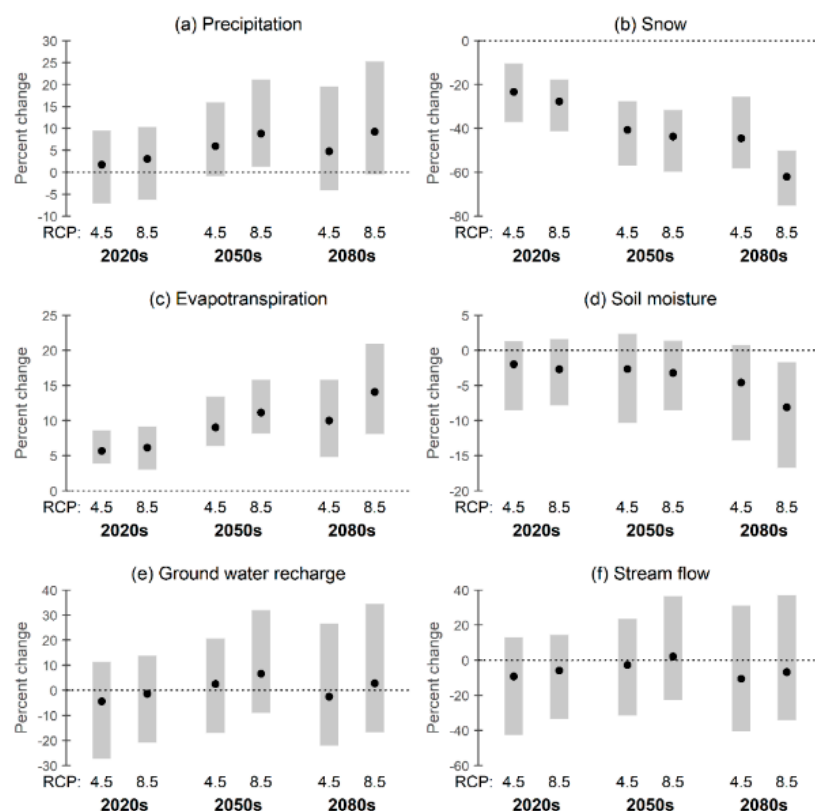 (a) Precipitation
Percent change
30
25
20
15
10
5
0
-5
-10
RCP: 4.5 8.5 4.5 8.5 4.5 8.5
2020s 2050s 2080s
(b) Snow
Percent change
0
-20
-40
-60
-80
RCP: 4.5 8.5 4.5 8.5 4.5 8.5
2020s 2050s 2080s
(c) Evapotranspiration
Percent change
25
20
15
10
5
0
RCP: 4.5 8.5 4.5 8.5 4.5 8.5
2020s 2050s 2080s
(d) Soil moisture
Percent change
5
0
-5
-10
-15
-20
RCP: 4.5 8.5 4.5 8.5 4.5 8.5
2020s 2050s 2080s
(e) Ground water recharge
Percent change
40
30
20
10
0
-10
-20
-30
RCP: 4.5 8.5 4.5 8.5 4.5 8.5
2020s 2050s 2080s
(f) Stream flow
Percent change
40
20
0
-20
-40
-60
RCP: 4.5 8.5 4.5 8.5 4.5 8.5
2020s 2050s 2080s